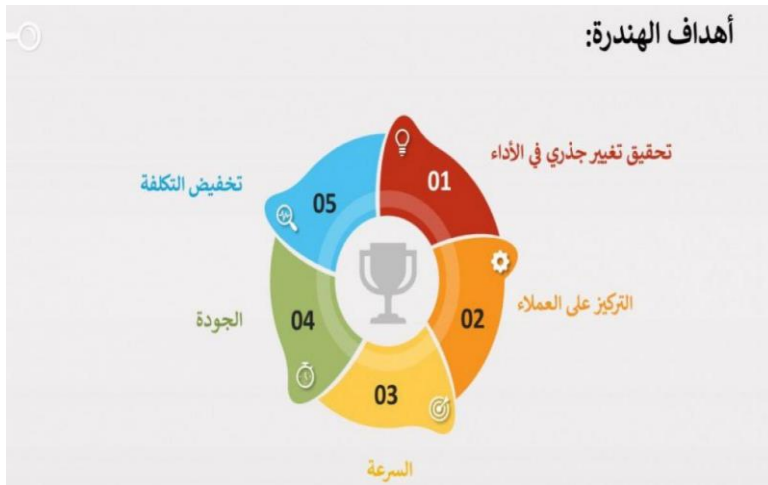 أهداف الهندرة:
01
تحقيق تغيير جذري في الأداء
02
التركيز على العملاء
03
السرعة
04
الجودة
05
تخفيض التكلفة